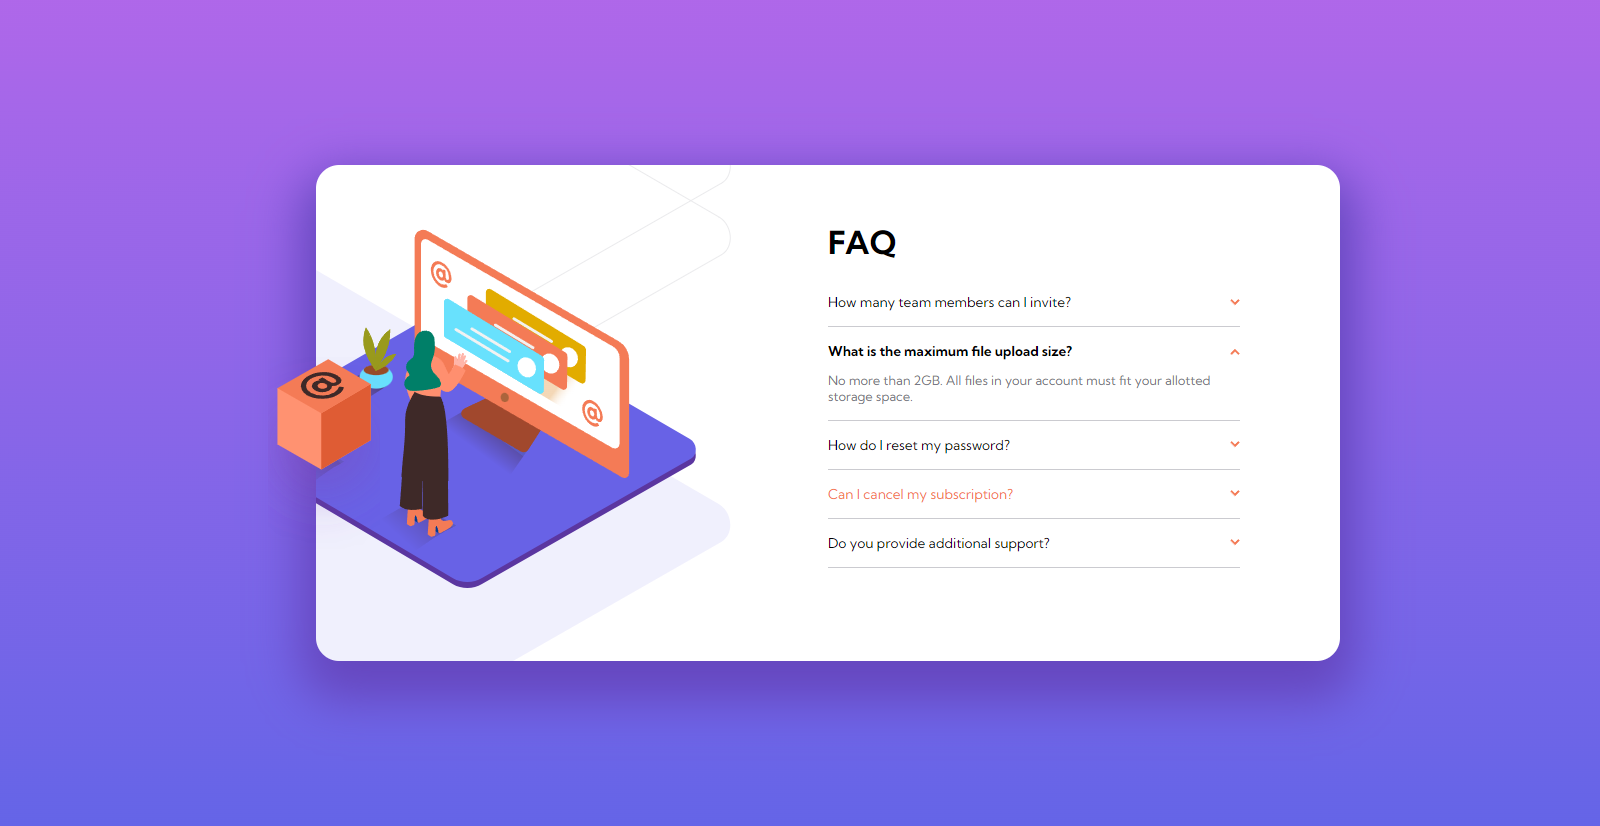 @
@
@
FAQ
How many team members can I invite?
What is the maximum file upload size?
No more than 2GB. All files in your account must fit your allotted
storage space.
How do I reset my password?
Can I cancel my subscription?
Do you provide additional support?